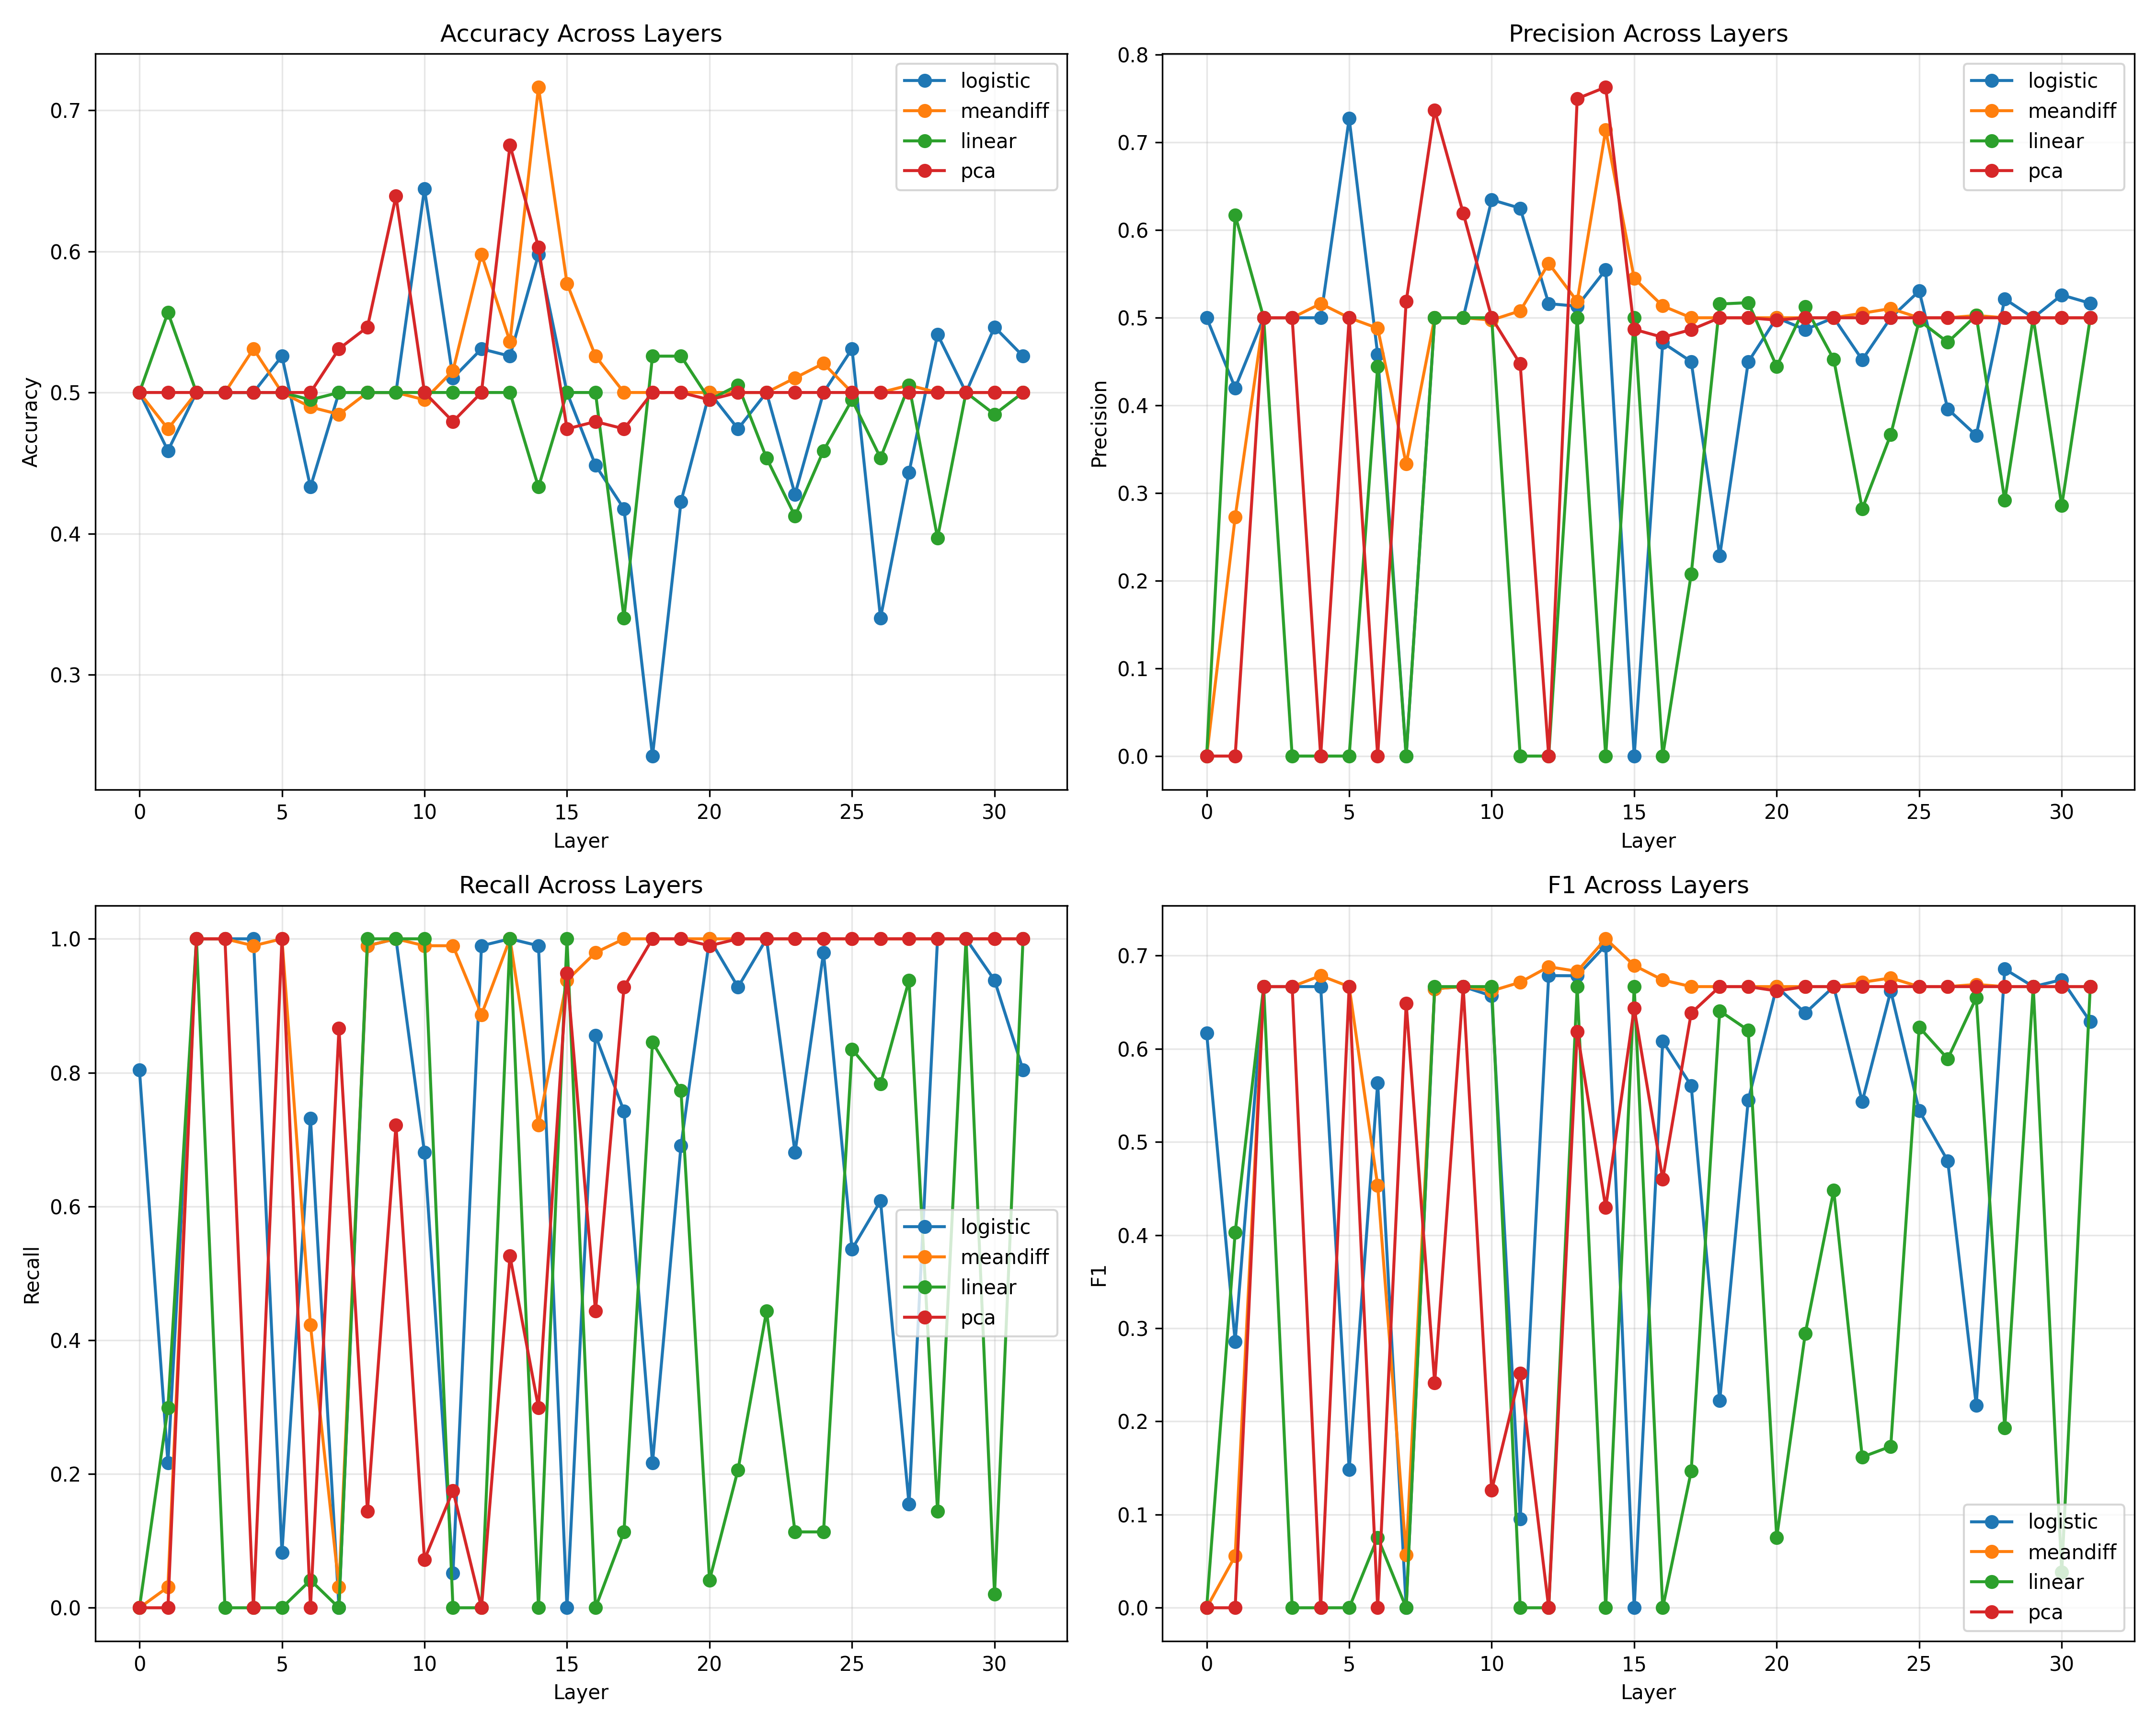 Accuracy Across Layers
Accuracy
0.7
0.6
0.5
0.4
0.3
0 5 10 15 20 25 30
Layer
logistic
meandiff
linear
pca
Precision Across Layers
Precision
0.8
0.7
0.6
0.5
0.4
0.3
0.2
0.1
0.0
0 5 10 15 20 25 30
Layer
logistic
meandiff
linear
pca
Recall Across Layers
Recall
1.0
0.8
0.6
0.4
0.2
0.0
0 5 10 15 20 25 30
Layer
logistic
meandiff
linear
pca
F1 Across Layers
F1
0.7
0.6
0.5
0.4
0.3
0.2
0.1
0.0
0 5 10 15 20 25 30
Layer
logistic
meandiff
linear
pca